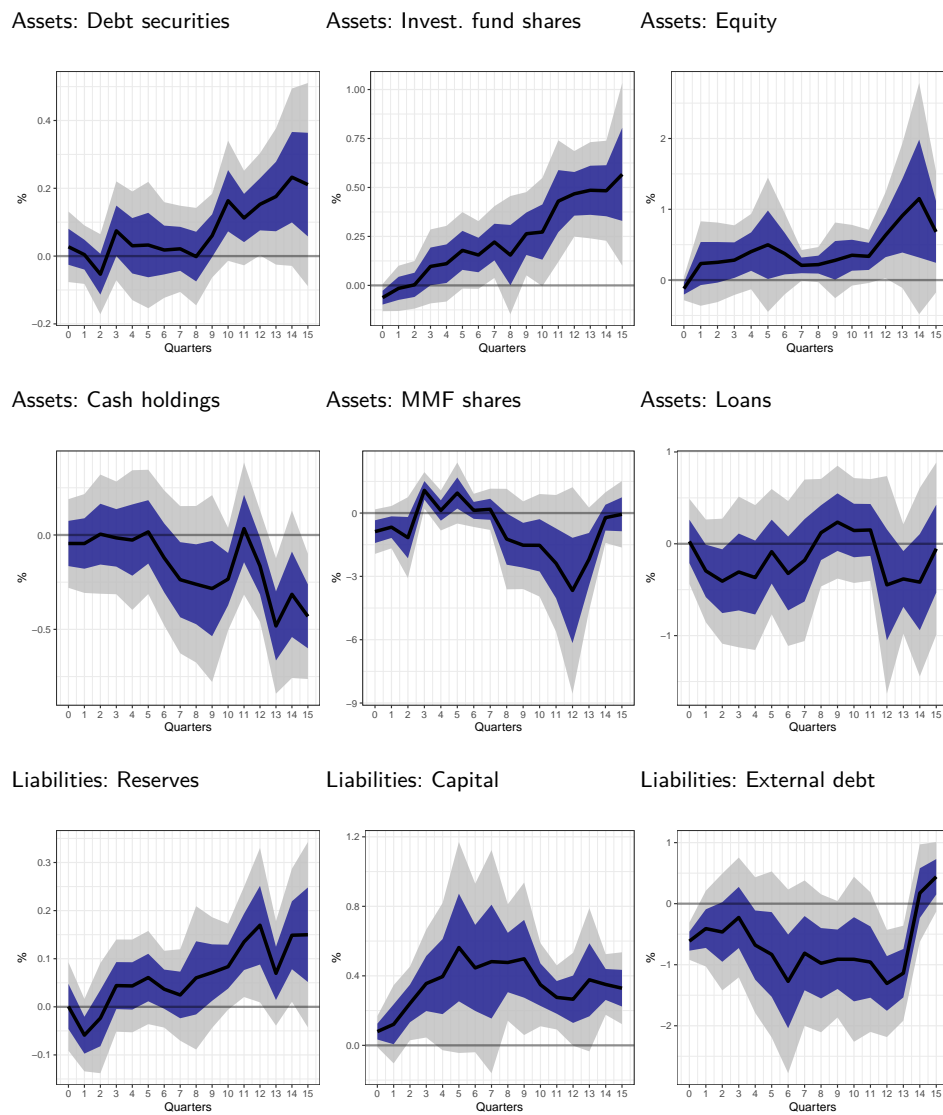 Assets: Debt securities
Assets: Invest. fund shares
Assets: Equity
%
0.4
0.2
0.0
−0.2
0 1 2 3 4 5 6 7 8 9 10 11 12 13 14 15
Quarters
%
1.00
0.75
0.50
0.25
0.00
0 1 2 3 4 5 6 7 8 9 10 11 12 13 14 15
Quarters
%
2
1
0
0 1 2 3 4 5 6 7 8 9 10 11 12 13 14 15
Quarters
Assets: Cash holdings
Assets: MMF shares
Assets: Loans
%
0.0
−0.5
0 1 2 3 4 5 6 7 8 9 10 11 12 13 14 15
Quarters
%
0
−3
−6
−9
0 1 2 3 4 5 6 7 8 9 10 11 12 13 14 15
Quarters
%
1
0
−1
0 1 2 3 4 5 6 7 8 9 10 11 12 13 14 15
Quarters
Liabilities: Reserves
Liabilities: Capital
Liabilities: External debt
%
0.3
0.2
0.1
0.0
−0.1
0 1 2 3 4 5 6 7 8 9 10 11 12 13 14 15
Quarters
%
1.2
0.8
0.4
0.0
0 1 2 3 4 5 6 7 8 9 10 11 12 13 14 15
Quarters
%
1
0
−1
−2
0 1 2 3 4 5 6 7 8 9 10 11 12 13 14 15
Quarters